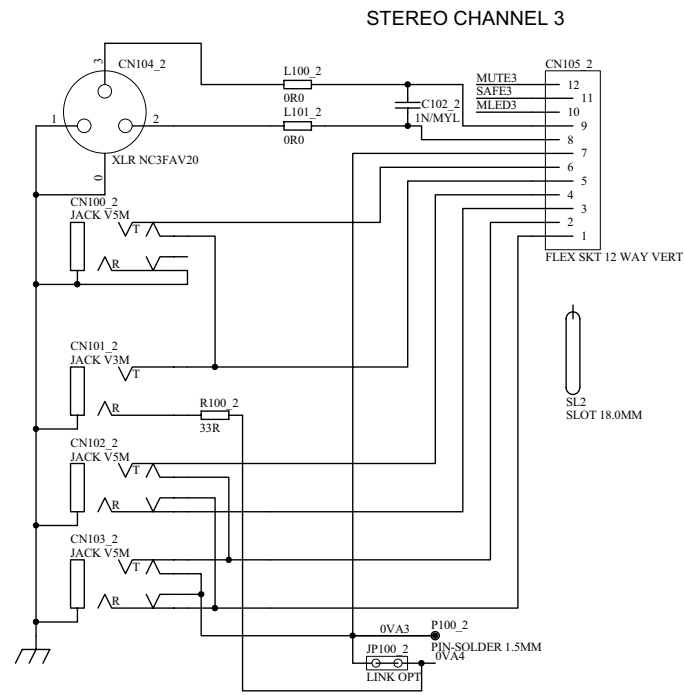 STEREO CHANNEL 3
CN104_2
3
1
2
0
XLR NC3FAV20
L100_2
0R0
L101_2
0R0
C102_2
1N/MYL
CN105_2
MUTE3
12
SAFE3
11
MLED3
10
9
8
7
6
5
4
3
2
1
FLEX SKT 12 WAY VERT
CN100_2
JACK V5M
T
R
CN101_2
JACK V3M
T
R
R100_2
33R
SL2
SLOT 18.0MM
CN102_2
JACK V5M
T
R
CN103_2
JACK V5M
T
R
0VA3
P100_2
PIN-SOLDER 1.5MM
JP100_2
0VA4
LINK OPT